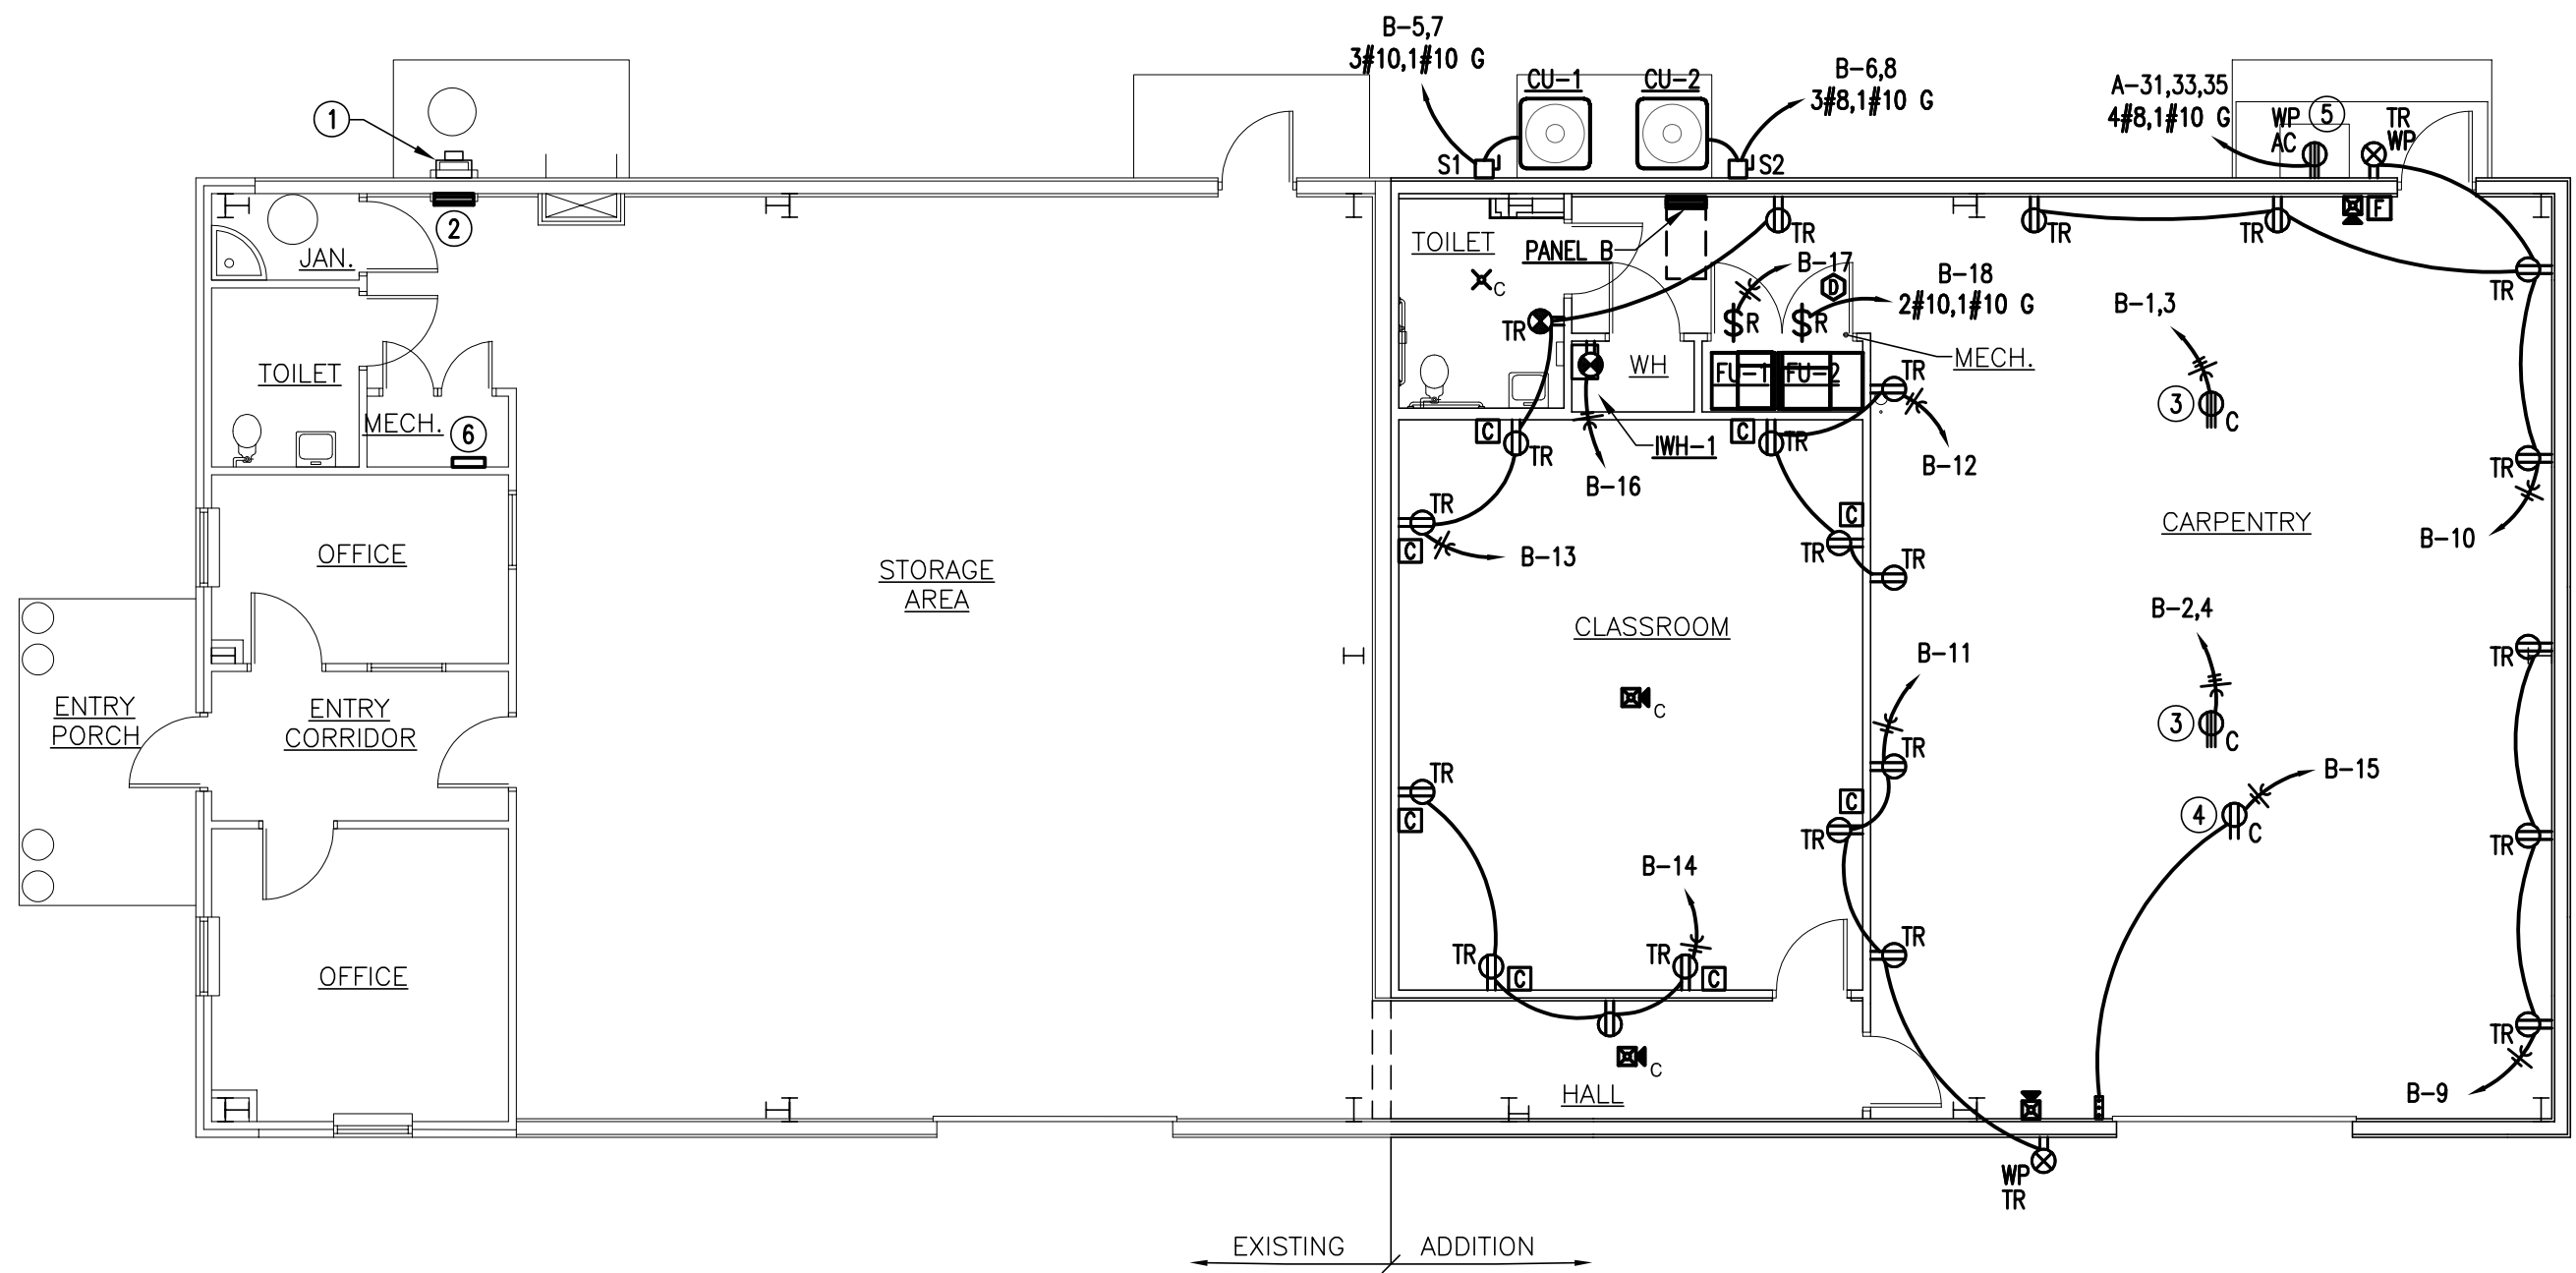 B-5,7
3#10,1#10 G
CU-1
CU-2
B-6,8
3#8,1#10 G
A-31,33,35
4#8,1#10 G
WP
AC
5
TR
WP
1
S1
S2
2
JAN.
TOILET
PANEL B
TR
TR
TR
F
C
B-17
D
B-18
2#10,1#10 G
TR
B-1,3
TR
$R
$R
TOILET
WH
FU-1
FU-2
MECH.
TR
3
C
MECH.
6
C
TR
C
TR
IWH-1
B-12
TR
B-16
TR
C
B-13
C
TR
TR
B-10
CARPENTRY
OFFICE
STORAGE
AREA
CLASSROOM
B-2,4
B-11
TR
ENTRY
PORCH
ENTRY
CORRIDOR
C
3
C
TR
TR
C
C
TR
B-15
4
C
TR
B-14
TR
C
TR
C
TR
OFFICE
TR
C
B-9
HALL
WP
TR
EXISTING
ADDITION